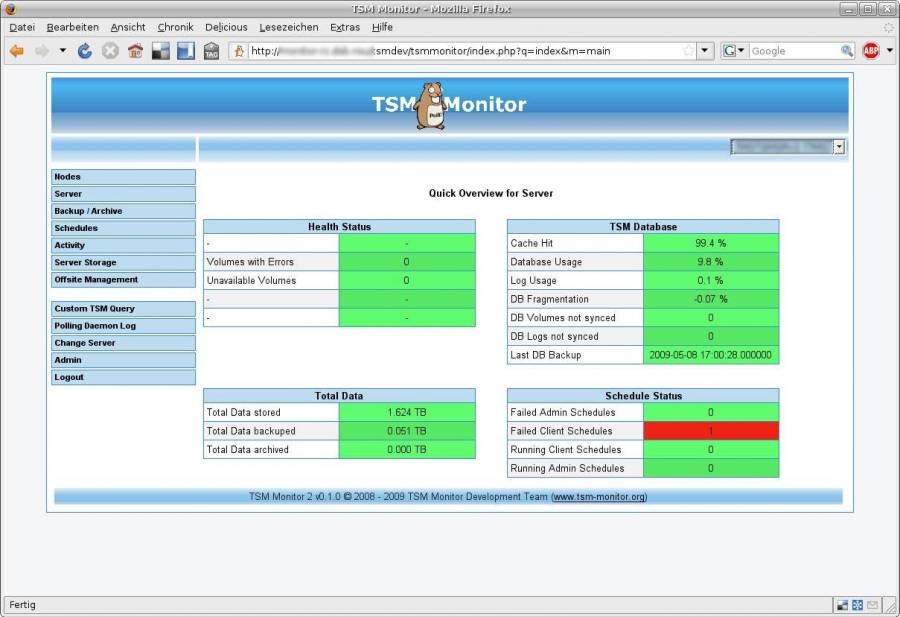 TSM Monitor - Mozilla Firefox
Datei Bearbeiten Ansicht Chronik Delicious Lesezeichen Extras Hilfe
TAG http:// smdev/tsmmonitor/index.php?q=index&m=main G Google ABP
TSM Monitor
Nodes
Server
Backup / Archive
Schedules
Activity
Server Storage
Offsite Management
Custom TSM Query
Polling Daemon Log
Change Server
Admin
Logout
Quick Overview for Server
Health Status
- -
Volumes with Errors 0
Unavailable Volumes 0
- -
- -
TSM Database
Cache Hit 99.4 %
Database Usage 9.8 %
Log Usage 0.1 %
DB Fragmentation -0.07 %
DB Volumes not synced 0
DB Logs not synced 0
Last DB Backup 2009-05-08 17:00:28.000000
Total Data
Total Data stored 1.624 TB
Total Data backuped 0.051 TB
Total Data archived 0.000 TB
Schedule Status
Failed Admin Schedules 0
Failed Client Schedules 1
Running Client Schedules 0
Running Admin Schedules 0
TSM Monitor 2 v0.1.0 © 2008 - 2009 TSM Monitor Development Team (www.tsm-monitor.org)
Fertig